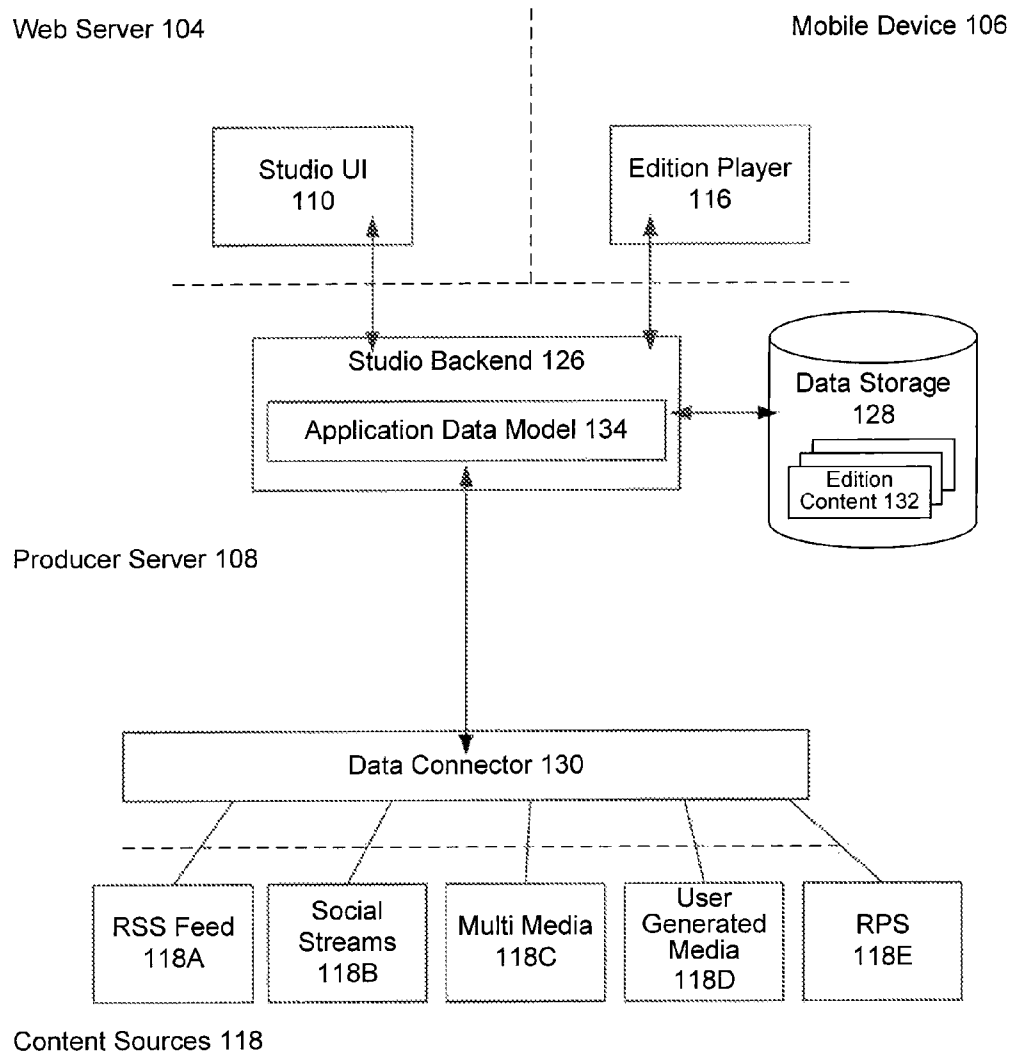 Web Server 104
Mobile Device 106
Studio UI
110
Edition Player
116
Studio Backend 126
Application Data Model 134
Data Storage
128
Edition
Content 132
Producer Server 108
Data Connector 130
RSS Feed
118A
Social
Streams
118B
Multi Media
118C
User
Generated
Media
118D
RPS
118E
Content Sources 118